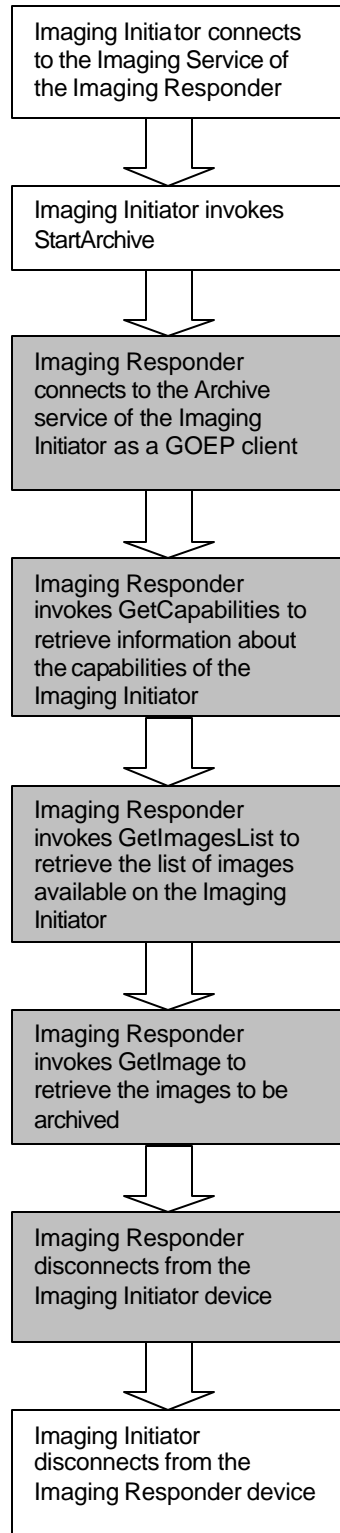 Imaging Initiator connects
to the Imaging Service of
the Imaging Responder
Imaging Initiator invokes
StartArchive
Imaging Responder
connects to the Archive
service of the Imaging
Initiator as a GOEP client
Imaging Responder
invokes GetCapabilities to
retrieve information about
the capabilities of the
Imaging Initiator
Imaging Responder
invokes GetImagesList to
retrieve the list of images
available on the Imaging
Initiator
Imaging Responder
invokes GetImage to
retrieve the images to be
archived
Imaging Responder
disconnects from the
Imaging Initiator device
Imaging Initiator
disconnects from the
Imaging Responder device